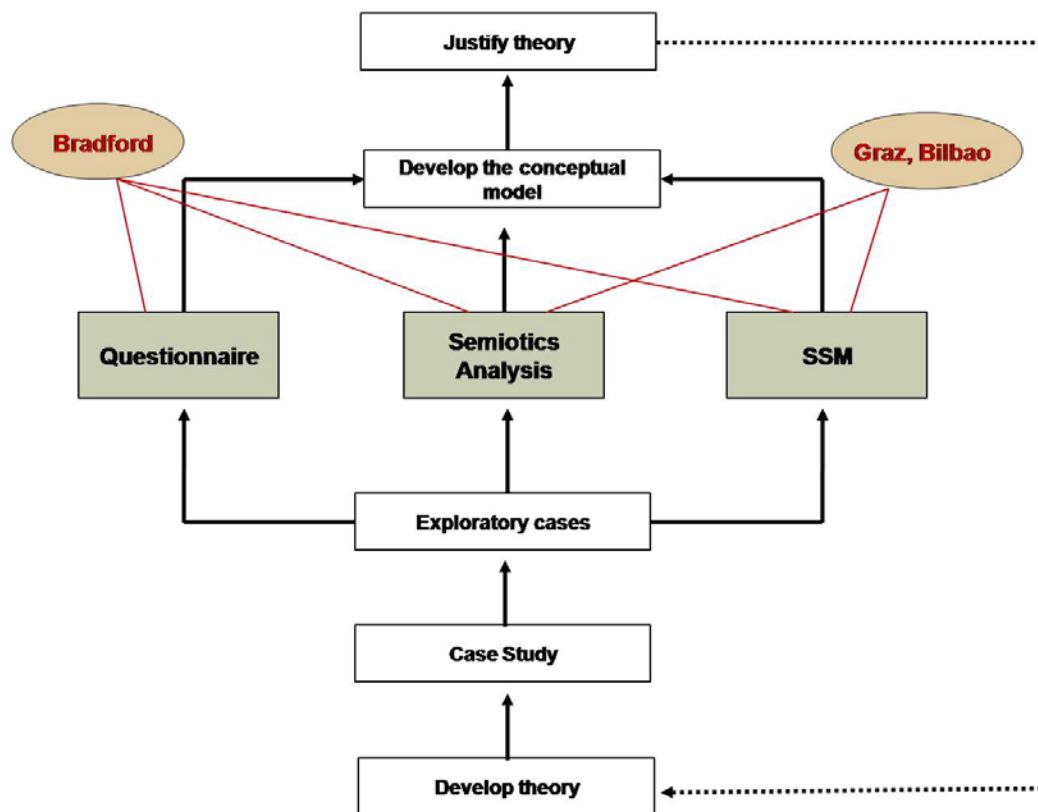 Justify theory
Bradford
Graz, Bilbao
Develop the conceptual
model
Questionnaire
Semiotics
Analysis
SSM
Exploratory cases
Case Study
Develop theory